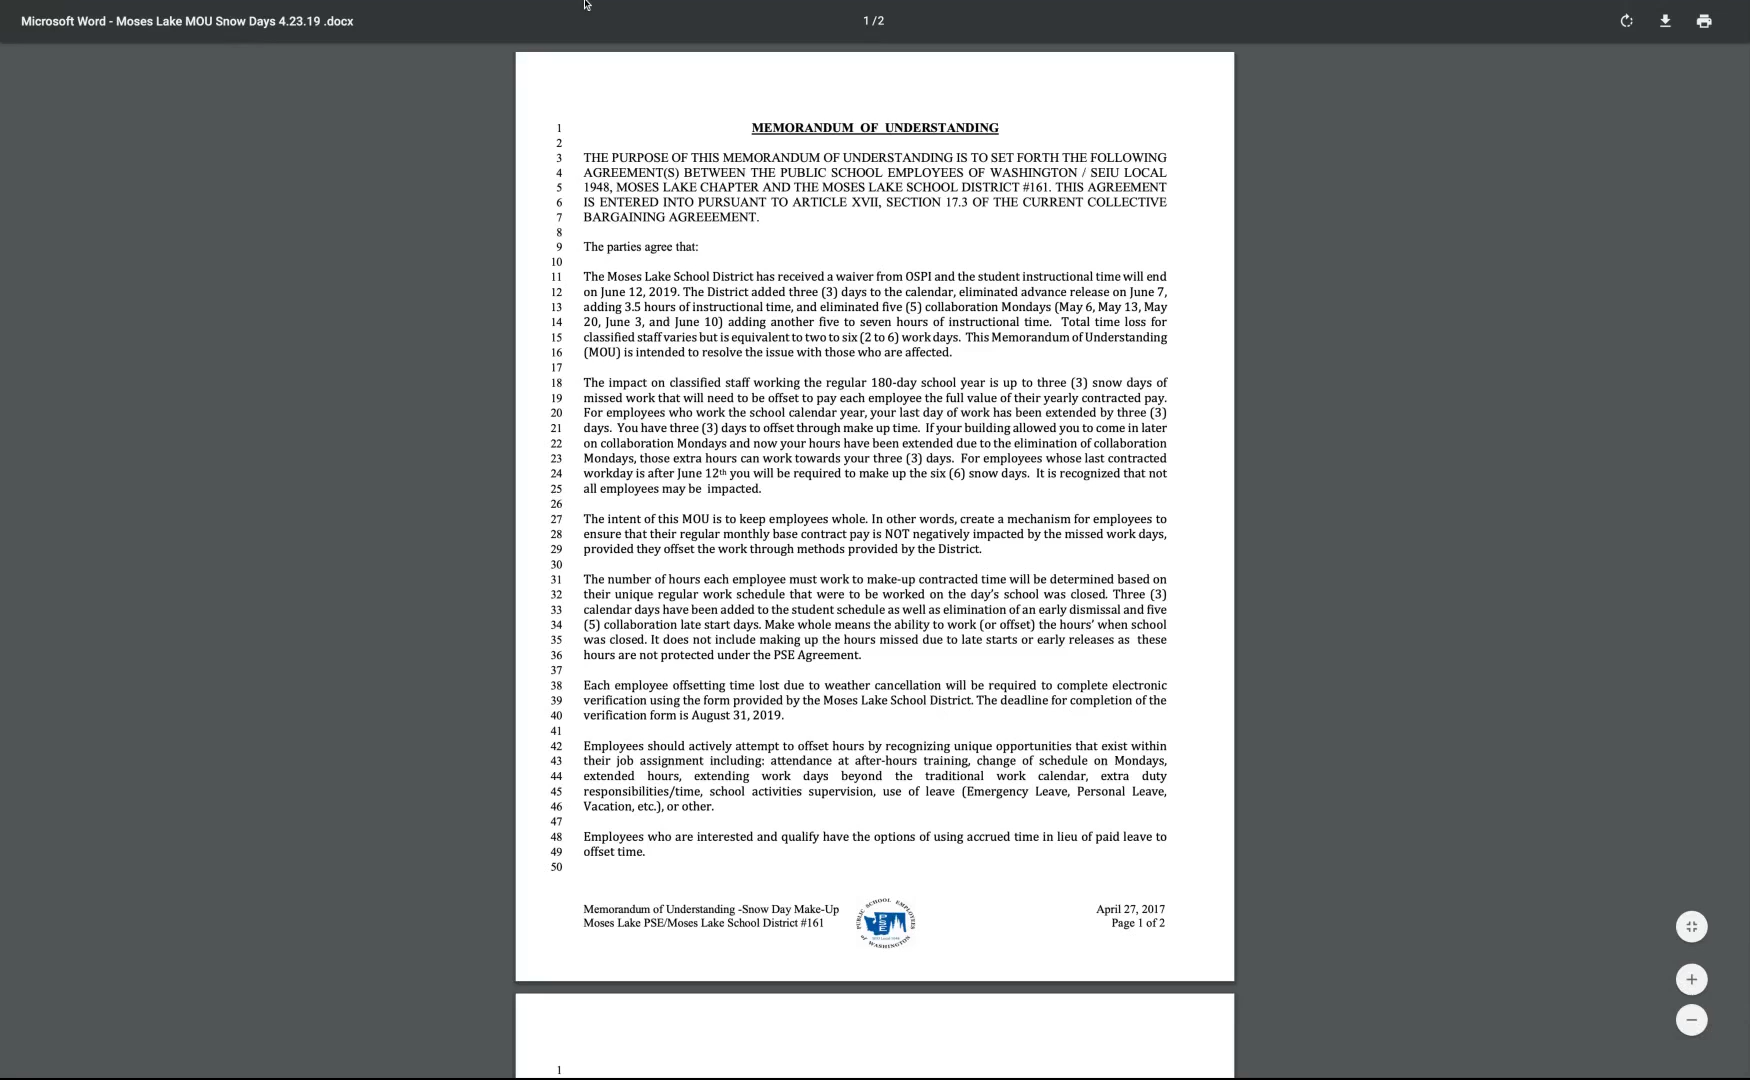 Microsoft Word - Moses Lake MOU Snow Days 4.23.19 .docx
1 / 2
1 MEMORANDUM OF UNDERSTANDING
2
3 THE PURPOSE OF THIS MEMORANDUM OF UNDERSTANDING IS TO SET FORTH THE FOLLOWING
4 AGREEMENT(S) BETWEEN THE PUBLIC SCHOOL EMPLOYEES OF WASHINGTON / SEIU LOCAL
5 1948, MOSES LAKE CHAPTER AND THE MOSES LAKE SCHOOL DISTRICT #161. THIS AGREEMENT
6 IS ENTERED INTO PURSUANT TO ARTICLE XVII, SECTION 17.3 OF THE CURRENT COLLECTIVE
7 BARGAINING AGREEEMENT.
8
9 The parties agree that:
10
11 The Moses Lake School District has received a waiver from OSPI and the student instructional time will end
12 on June 12, 2019. The District added three (3) days to the calendar, eliminated advance release on June 7,
13 adding 3.5 hours of instructional time, and eliminated five (5) collaboration Mondays (May 6, May 13, May
14 20, June 3, and June 10) adding another five to seven hours of instructional time. Total time loss for
15 classified staff varies but is equivalent to two to six (2 to 6) work days. This Memorandum of Understanding
16 (MOU) is intended to resolve the issue with those who are affected.
17
18 The impact on classified staff working the regular 180-day school year is up to three (3) snow days of
19 missed work that will need to be offset to pay each employee the full value of their yearly contracted pay.
20 For employees who work the school calendar year, your last day of work has been extended by three (3)
21 days. You have three (3) days to offset through make up time. If your building allowed you to come in later
22 on collaboration Mondays and now your hours have been extended due to the elimination of collaboration
23 Mondays, those extra hours can work towards your three (3) days. For employees whose last contracted
24 workday is after June 12th you will be required to make up the six (6) snow days. It is recognized that not
25 all employees may be impacted.
26
27 The intent of this MOU is to keep employees whole. In other words, create a mechanism for employees to
28 ensure that their regular monthly base contract pay is NOT negatively impacted by the missed work days,
29 provided they offset the work through methods provided by the District.
30
31 The number of hours each employee must work to make-up contracted time will be determined based on
32 their unique regular work schedule that were to be worked on the day's school was closed. Three (3)
33 calendar days have been added to the student schedule as well as elimination of an early dismissal and five
34 (5) collaboration late start days. Make whole means the ability to work (or offset) the hours' when school
35 was closed. It does not include making up the hours missed due to late starts or early releases as these
36 hours are not protected under the PSE Agreement.
37
38 Each employee offsetting time lost due to weather cancellation will be required to complete electronic
39 verification using the form provided by the Moses Lake School District. The deadline for completion of the
40 verification form is August 31, 2019.
41
42 Employees should actively attempt to offset hours by recognizing unique opportunities that exist within
43 their job assignment including: attendance at after-hours training, change of schedule on Mondays,
44 extended hours, extending work days beyond the traditional work calendar, extra duty
45 responsibilities/time, school activities supervision, use of leave (Emergency Leave, Personal Leave,
46 Vacation, etc.), or other.
47
48 Employees who are interested and qualify have the options of using accrued time in lieu of paid leave to
49 offset time.
50
Memorandum of Understanding -Snow Day Make-Up
Moses Lake PSE/Moses Lake School District #161
PUBLIC SCHOOL EMPLOYEES
PSE
of WASHINGTON
April 27, 2017
Page 1 of 2
1